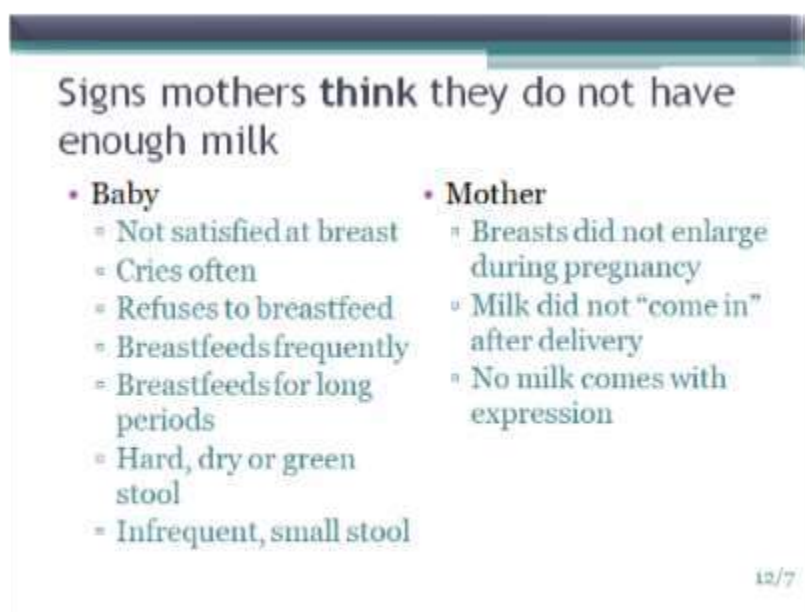 Signs mothers think they do not have
enough milk
• Baby
▫ Not satisfied at breast
▫ Cries often
▫ Refuses to breastfeed
▫ Breastfeeds frequently
▫ Breastfeeds for long
periods
▫ Hard, dry or green
stool
▫ Infrequent, small stool
• Mother
▫ Breasts did not enlarge
during pregnancy
▫ Milk did not “come in”
after delivery
▫ No milk comes with
expression
12/7